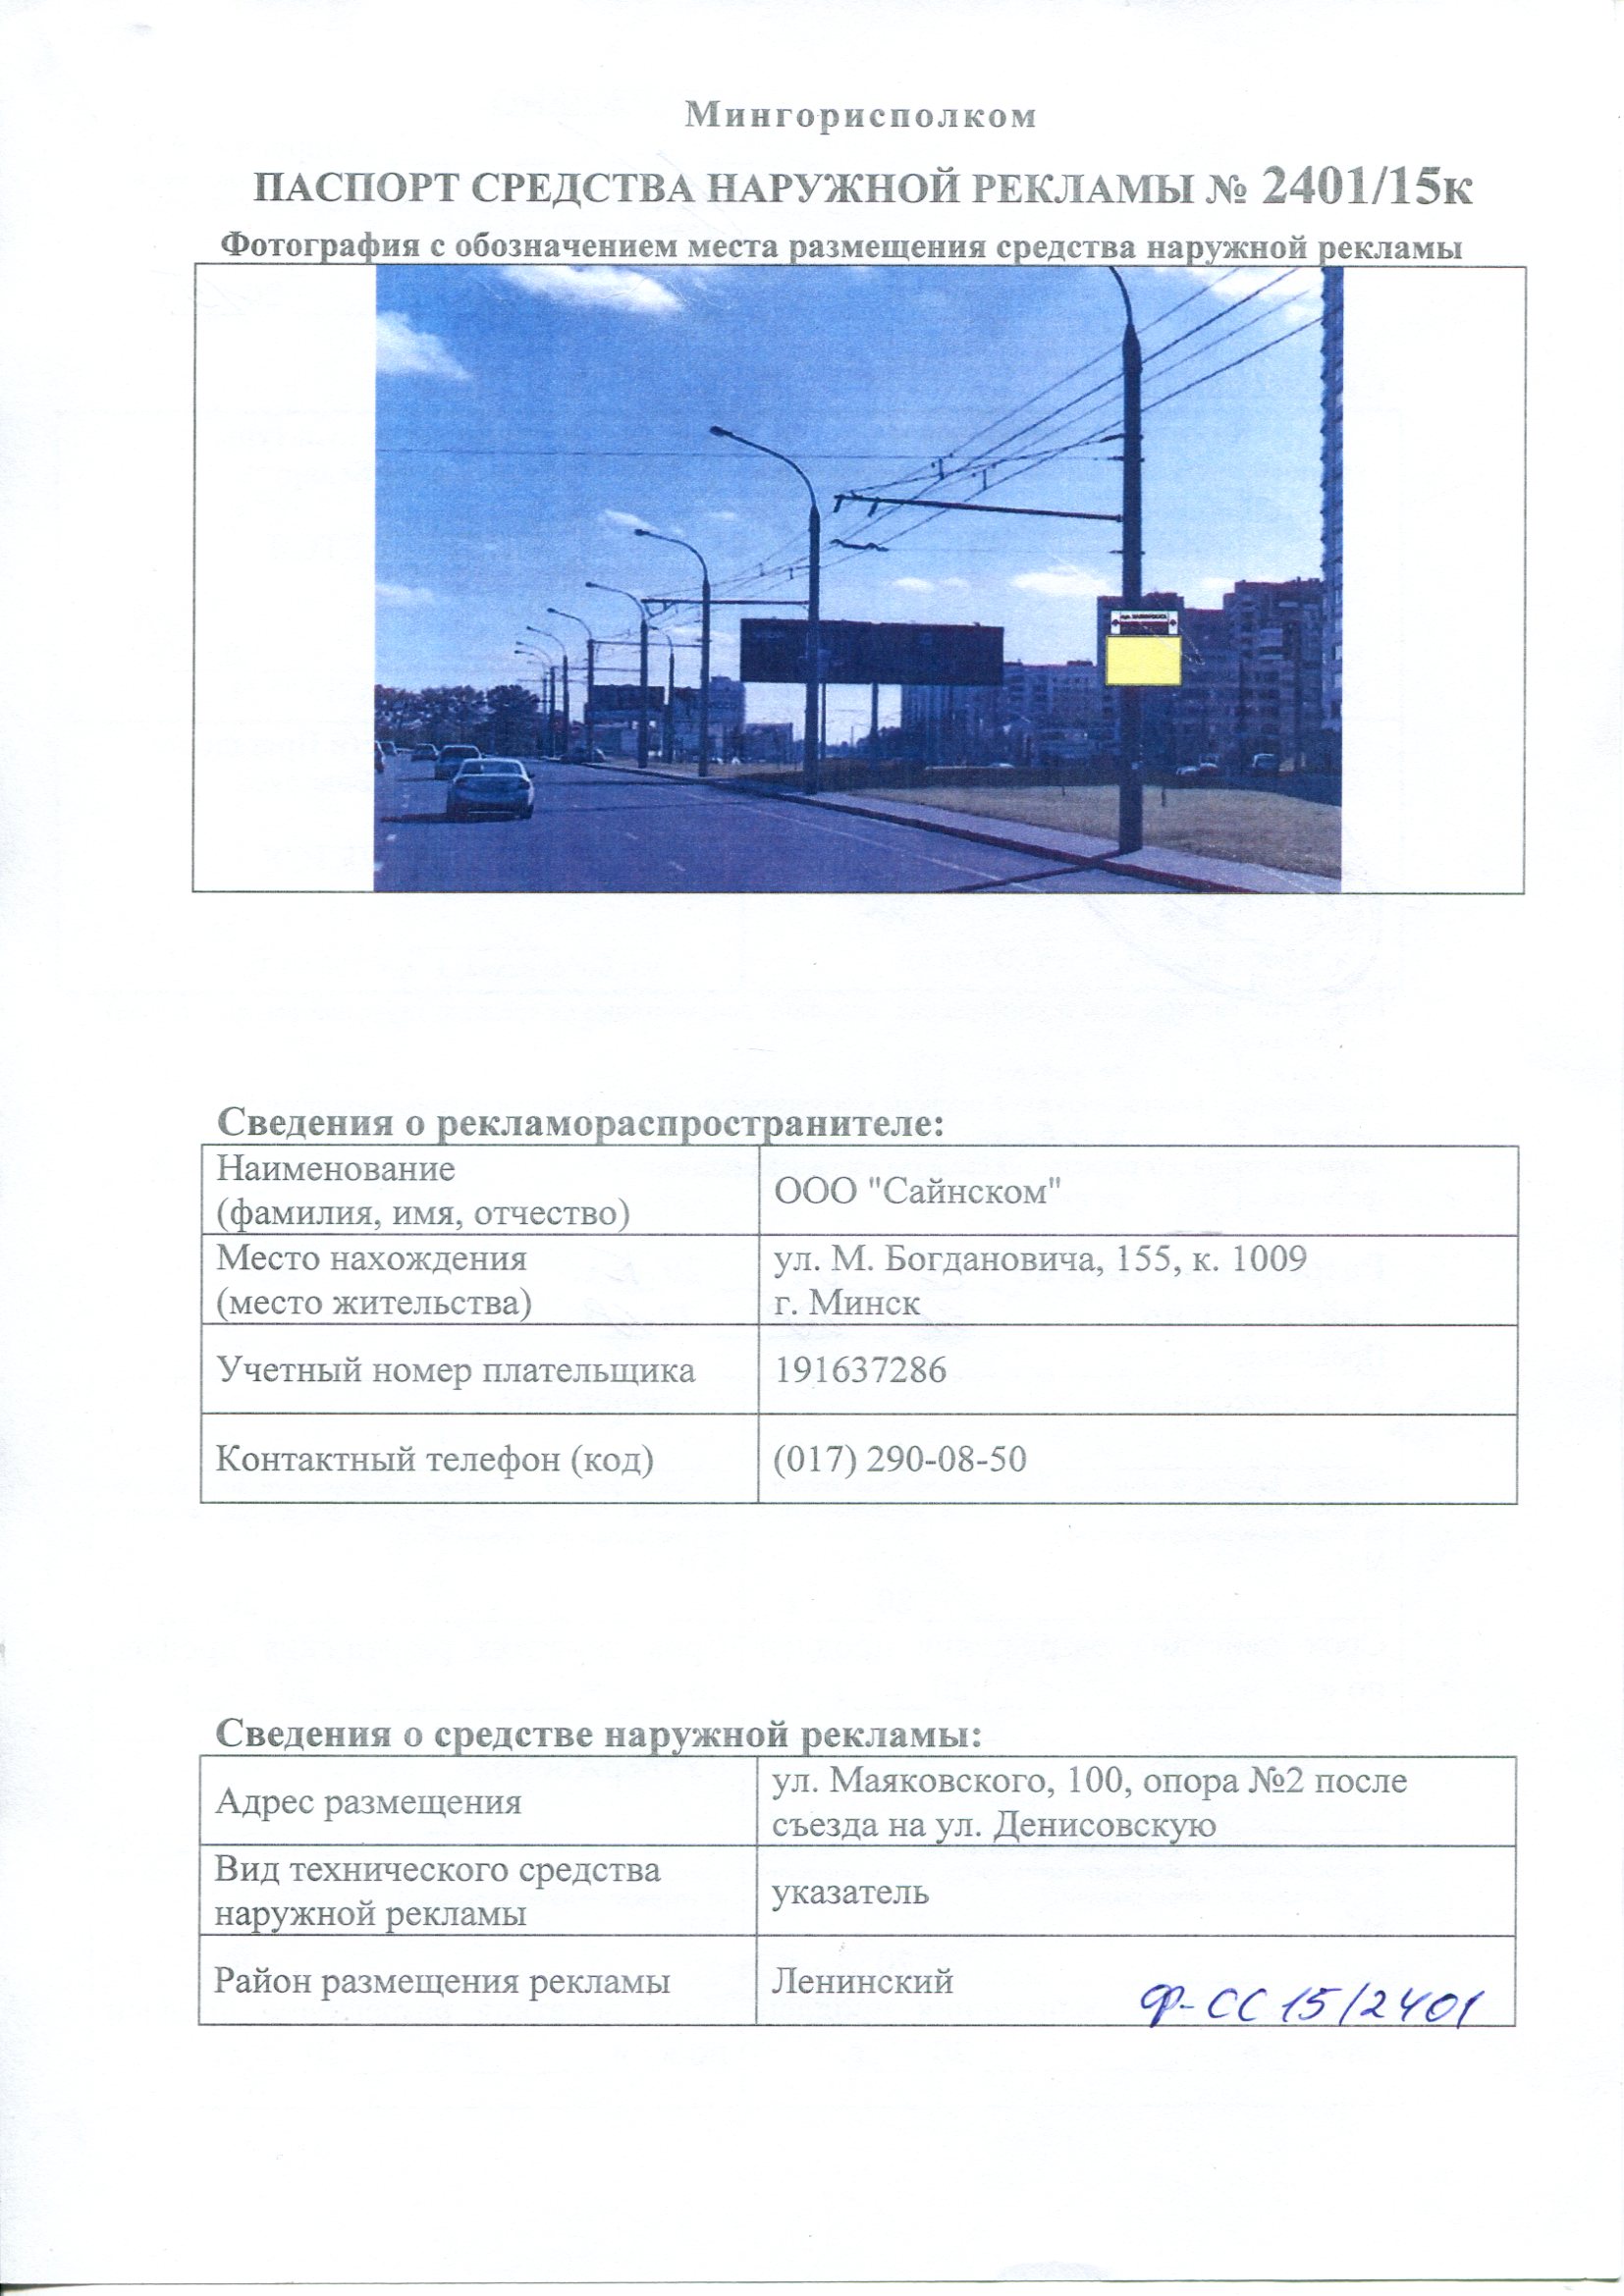 Мингорисполком
ПАСПОРТ СРЕДСТВА НАРУЖНОЙ РЕКЛАМЫ № 2401/15к
Фотография с обозначением места размещения средства наружной рекламы
Сведения о рекламораспространителе:
Наименование
(фамилия, имя, отчество)
ООО "Сайнском"
Место нахождения
(место жительства)
ул. М. Богдановича, 155, к. 1009
г. Минск
Учетный номер плательщика
191637286
Контактный телефон (код)
(017) 290-08-50
Сведения о средстве наружной рекламы:
Адрес размещения
ул. Маяковского, 100, опора №2 после
съезда на ул. Денисовскую
Вид технического средства
наружной рекламы
указатель
Район размещения рекламы
Ленинский
Ф-СС 15/2401